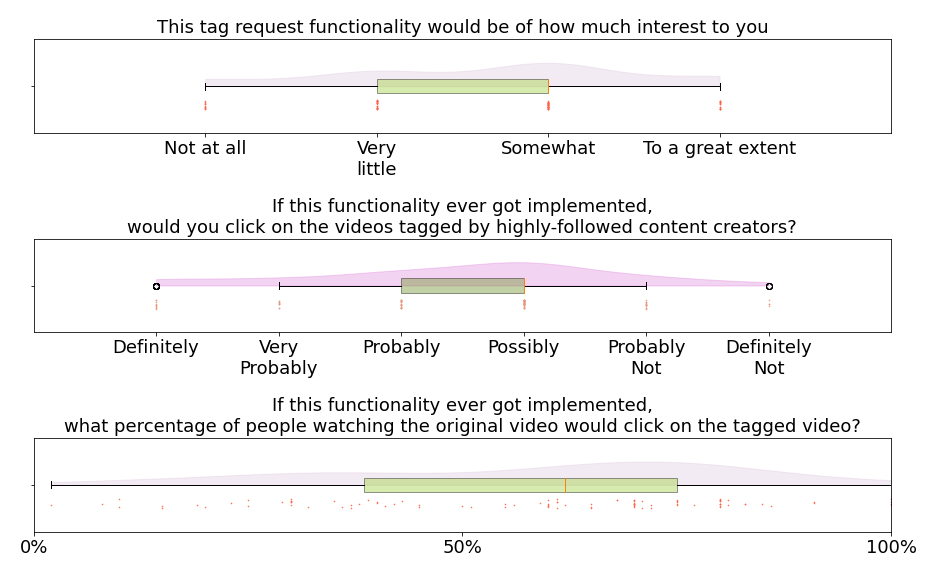 This tag request functionality would be of how much interest to you
Not at all
Very
little
Somewhat
To a great extent
If this functionality ever got implemented,
would you click on the videos tagged by highly-followed content creators?
Definitely
Very
Probably
Probably
Possibly
Probably
Not
Definitely
Not
If this functionality ever got implemented,
what percentage of people watching the original video would click on the tagged video?
0%
50%
100%